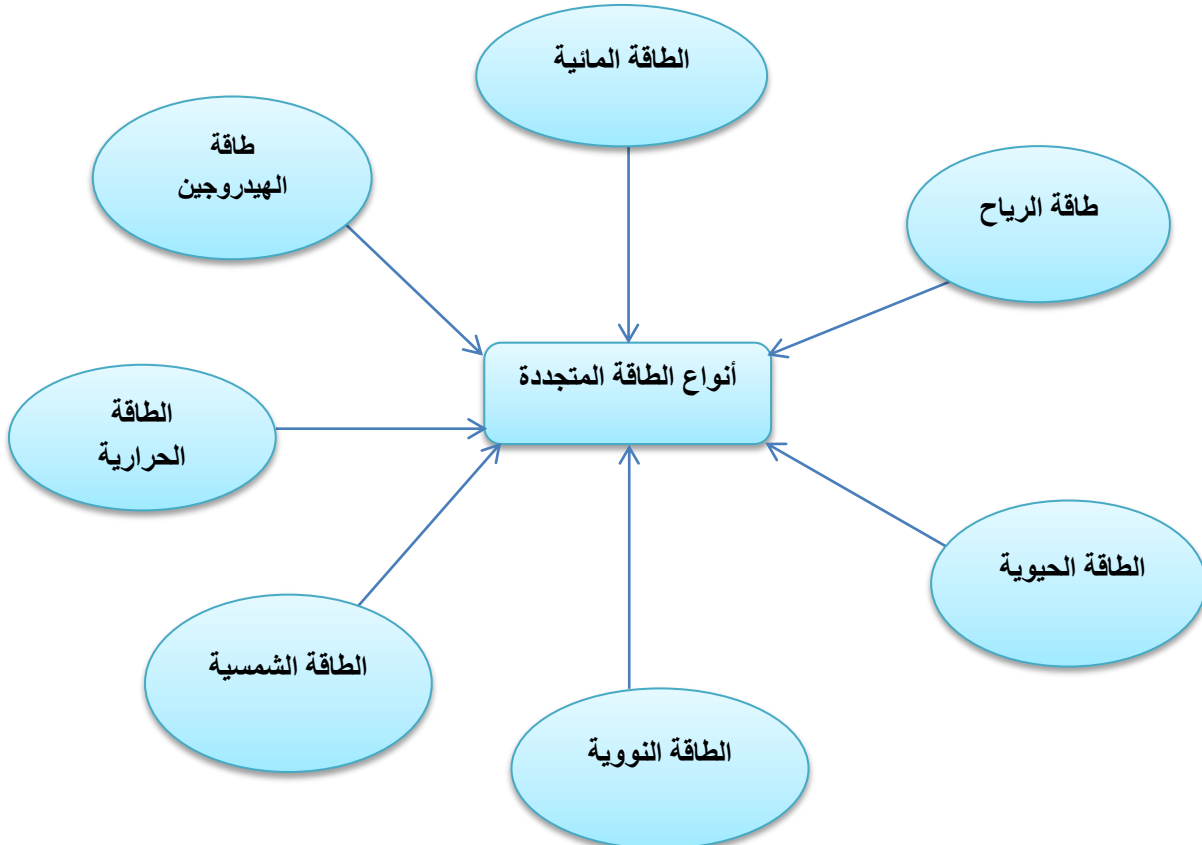 الطاقة المائية
طاقة
الهيدروجين
طاقة الرياح
أنواع الطاقة المتجددة
الطاقة
الحرارية
الطاقة الحيوية
الطاقة الشمسية
الطاقة النووية